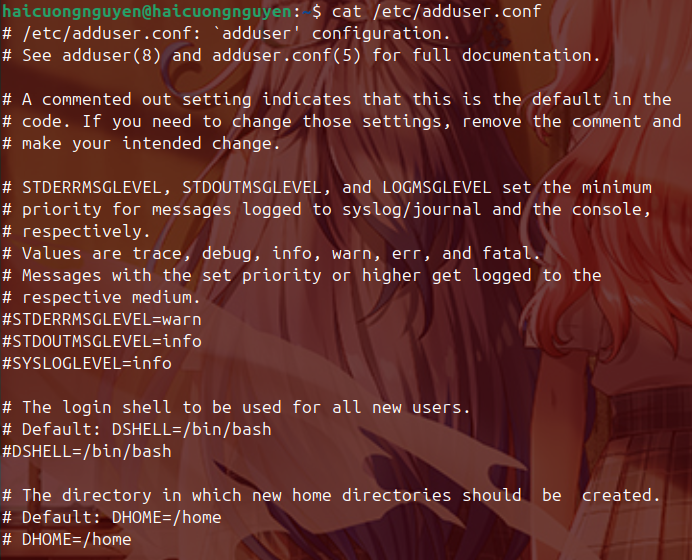 haicuongnguyen@haicuongnguyen:~$ cat /etc/adduser.conf
# /etc/adduser.conf: `adduser' configuration.
# See adduser(8) and adduser.conf(5) for full documentation.

# A commented out setting indicates that this is the default in the
# code. If you need to change those settings, remove the comment and
# make your intended change.

# STDERRMSGLEVEL, STDOUTMSGLEVEL, and LOGMSGLEVEL set the minimum
# priority for messages logged to syslog/journal and the console,
# respectively.
# Values are trace, debug, info, warn, err, and fatal.
# Messages with the set priority or higher get logged to the
# respective medium.
#STDERRMSGLEVEL=warn
#STDOUTMSGLEVEL=info
#SYSLOGLEVEL=info

# The login shell to be used for all new users.
# Default: DSHELL=/bin/bash
#DSHELL=/bin/bash

# The directory in which new home directories should  be  created.
# Default: DHOME=/home
# DHOME=/home